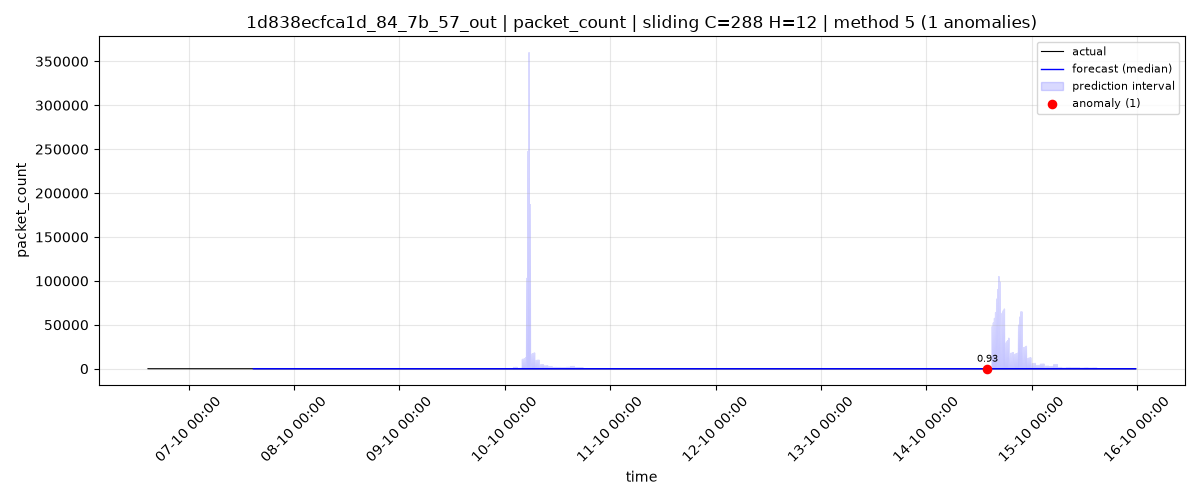 1d838ecfca1d_84_7b_57_out | packet_count | sliding C=288 H=12 | method 5 (1 anomalies)
packet_count
350000
300000
250000
200000
150000
100000
50000
0
actual
forecast (median)
prediction interval
anomaly (1)
0.93
07-10 00:00
08-10 00:00
09-10 00:00
10-10 00:00
11-10 00:00
12-10 00:00
13-10 00:00
14-10 00:00
15-10 00:00
16-10 00:00
time